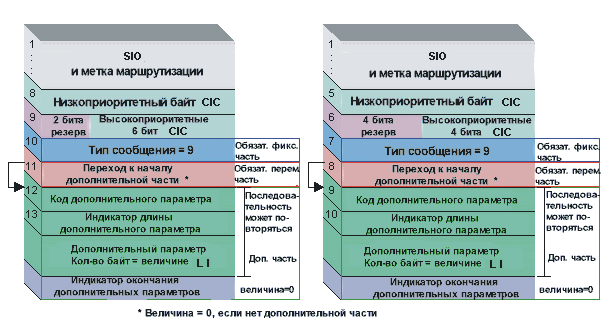 1
:
:
SIO
и метка маршрутизации
8
Низкоприоритетный байт CIC
9
2 бита
резерв
Высокоприоритетные
6 бит CIC
10
Тип сообщения = 9
Обязат. фикс.
часть
11
Переход к началу
дополнительной части *
Обязат. перем.
часть
12
Код дополнительного параметра
13
Индикатор длины
дополнительного параметра
Последова-
тельность
может по-
вторяться
Дополнительный параметр
Кол-во байт = величине L I
Доп. часть
Индикатор окончания
дополнительных параметров
величина=0
1
:
:
SIO
и метка маршрутизации
5
Низкоприоритетный байт CIC
6
4 бита
резерв
Высокоприоритетные
4 бит CIC
7
Тип сообщения = 9
Обязат. фикс.
часть
8
Переход к началу
дополнительной части *
Обязат. перем.
часть
9
Код дополнительного параметра
10
Индикатор длины
дополнительного параметра
Последова-
тельность
может по-
вторяться
Дополнительный параметр
Кол-во байт = величине L I
Доп. часть
Индикатор окончания
дополнительных параметров
величина=0
* Величина = 0, если нет дополнительной части